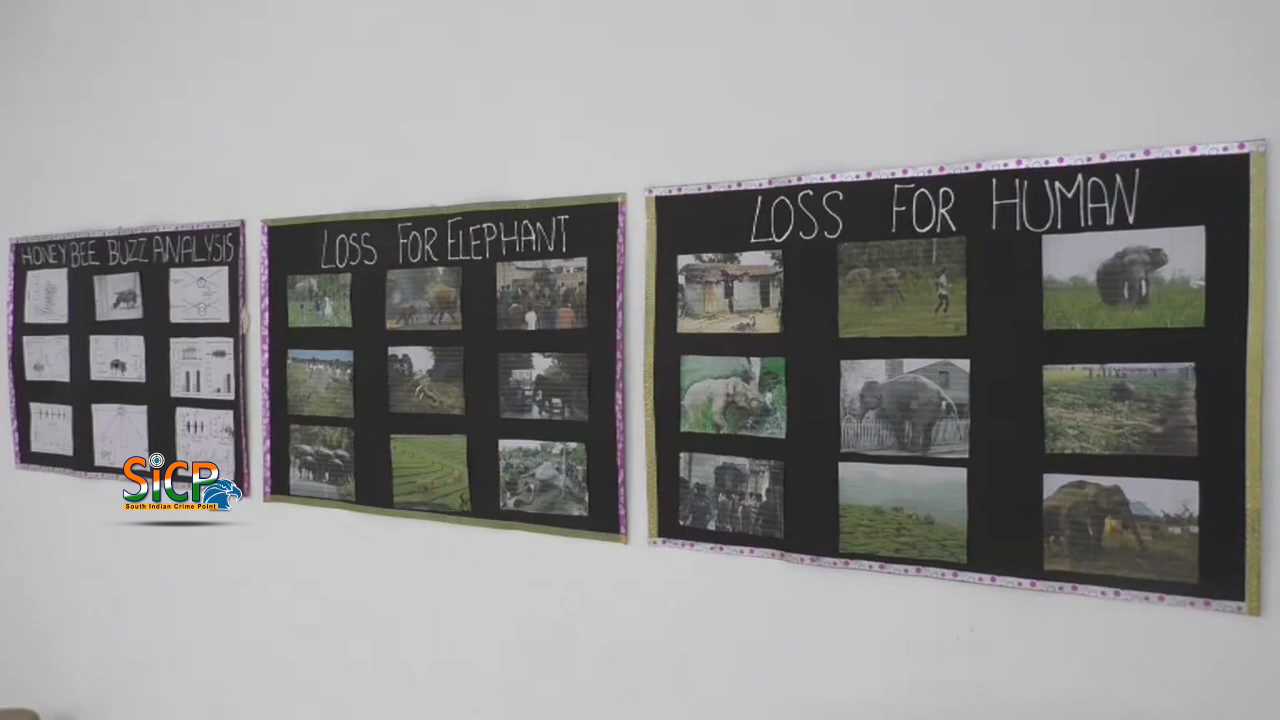 HONEY BEE BUZZ ANALYSIS
LOSS FOR ELEPHANT
LOSS FOR HUMAN
SiCP
South Indian Crime Point